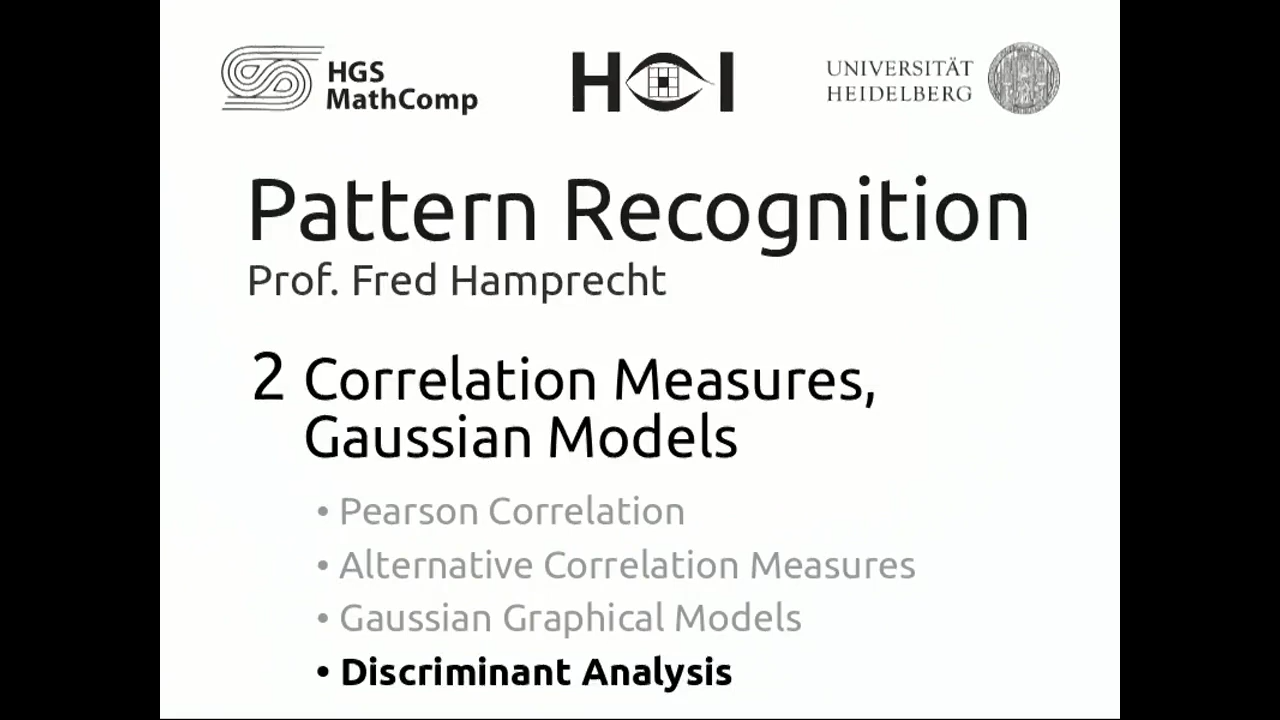 HGS
MathComp
HCI
UNIVERSITÄT
HEIDELBERG
Pattern Recognition
Prof. Fred Hamprecht
2 Correlation Measures,
Gaussian Models
• Pearson Correlation
• Alternative Correlation Measures
• Gaussian Graphical Models
• Discriminant Analysis